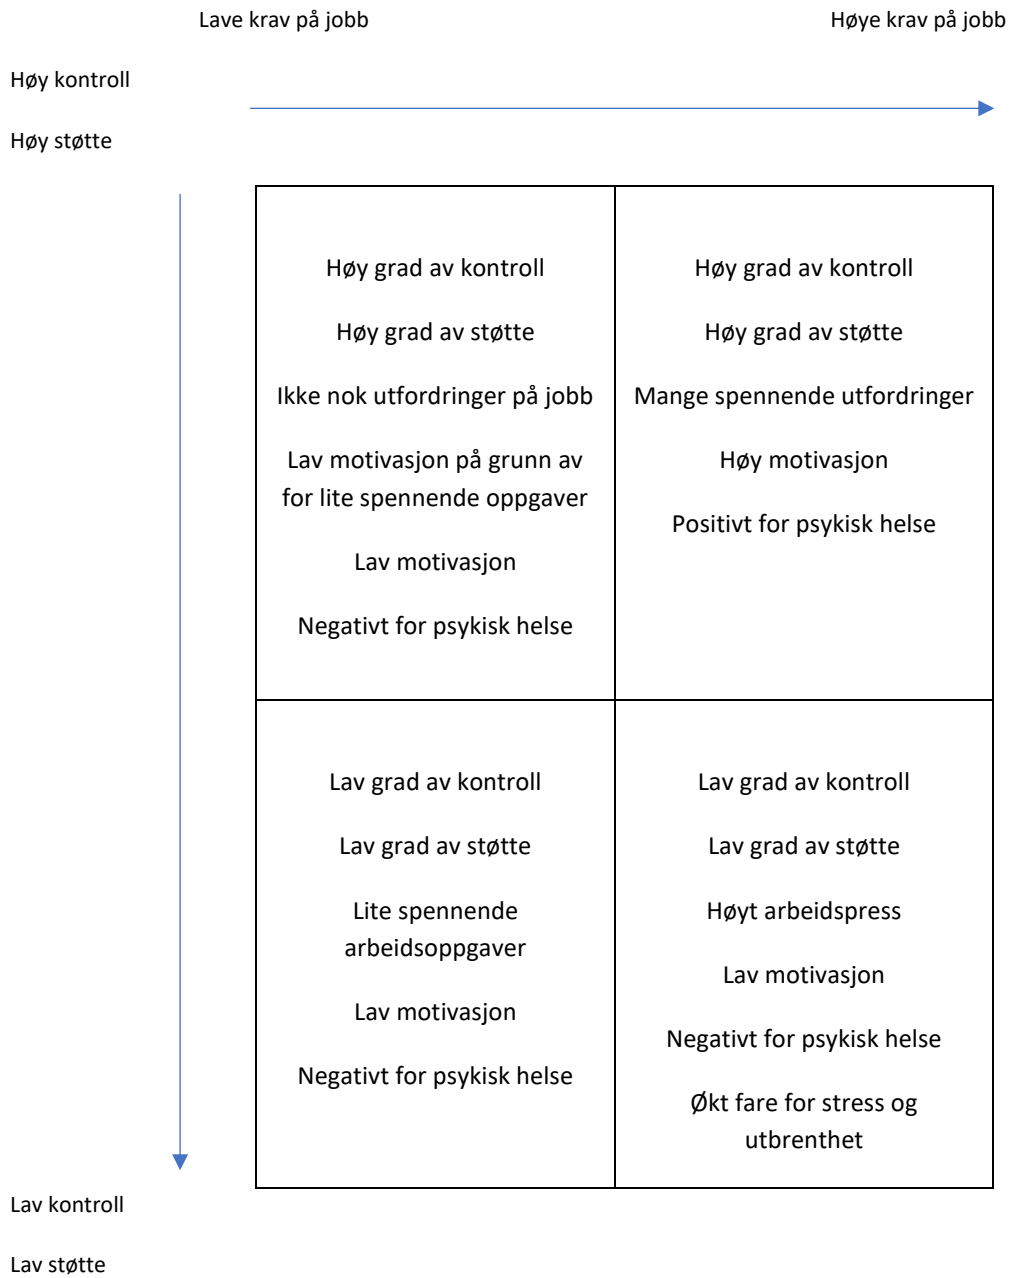 Lave krav på jobb
Høye krav på jobb
Høy kontroll
Høy støtte
Høy grad av kontroll
Høy grad av støtte
Ikke nok utfordringer på jobb
Lav motivasjon på grunn av
for lite spennende oppgaver
Lav motivasjon
Negativt for psykisk helse
Høy grad av kontroll
Høy grad av støtte
Mange spennende utfordringer
Høy motivasjon
Positivt for psykisk helse
Lav grad av kontroll
Lav grad av støtte
Lite spennende
arbeidsoppgaver
Lav motivasjon
Negativt for psykisk helse
Lav grad av kontroll
Lav grad av støtte
Høyt arbeidspress
Lav motivasjon
Negativt for psykisk helse
Økt fare for stress og
utbrenthet
Lav kontroll
Lav støtte